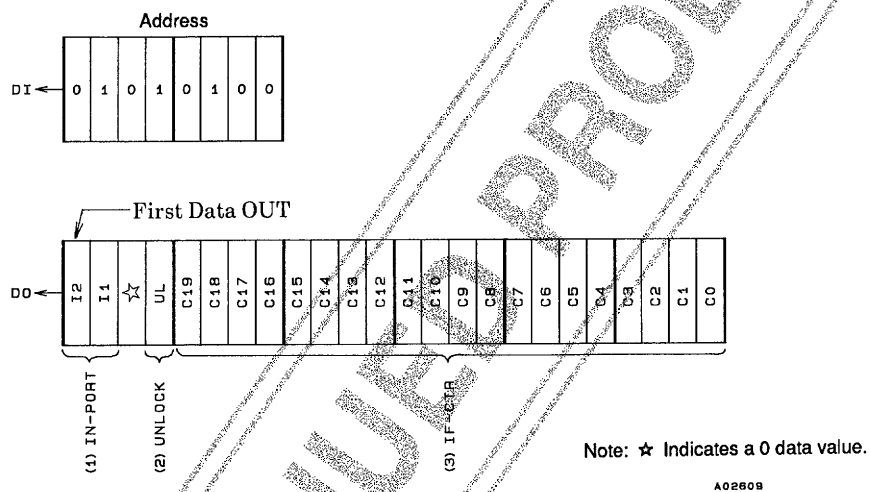 Address
DI 0 1 0 1 0 1 0 0
First Data OUT
DO I2 I1 ☆ UL C19 C18 C17 C16 C15 C14 C13 C12 C11 C10 C9 C8 C7 C6 C5 C4 C3 C2 C1 C0
(1) IN-PORT
(2) UNLOCK
(3) IF-CTR
Note: ☆ Indicates a 0 data value.
A02609